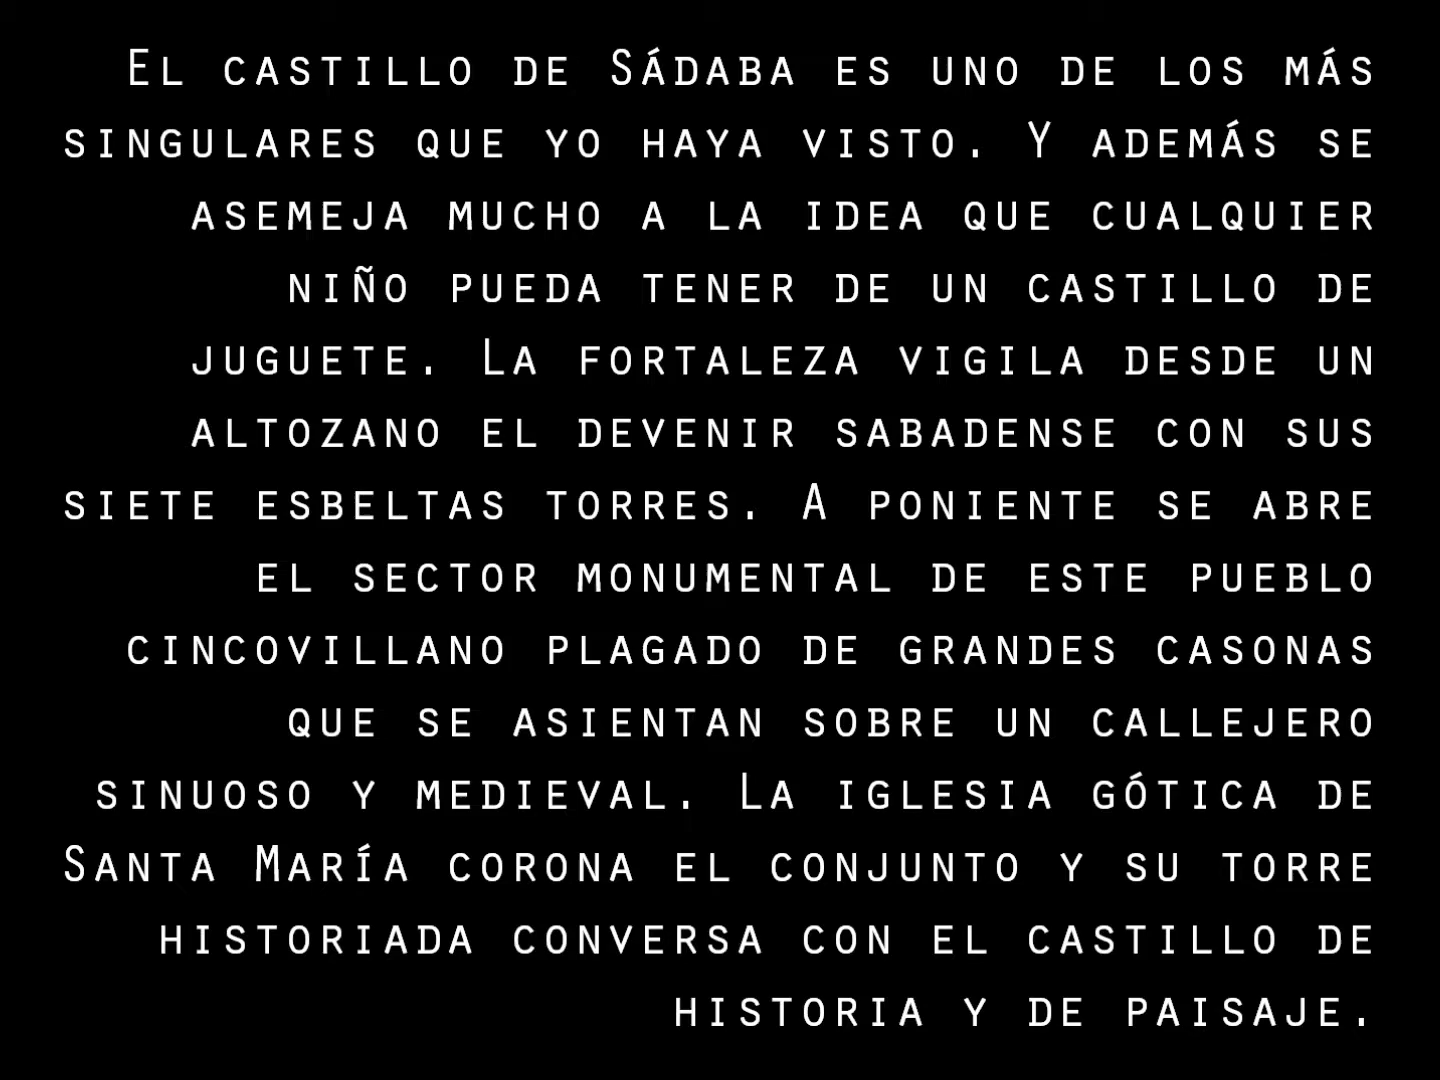 El castillo de Sádaba es uno de los más
singulares que yo haya visto. Y además se
asemeja mucho a la idea que cualquier
niño pueda tener de un castillo de
juguete. La fortaleza vigila desde un
altozano el devenir sabadense con sus
siete esbeltas torres. A poniente se abre
el sector monumental de este pueblo
cincovillano plagado de grandes casonas
que se asientan sobre un callejero
sinuoso y medieval. La iglesia gótica de
Santa María corona el conjunto y su torre
historiada conversa con el castillo de
historia y de paisaje.